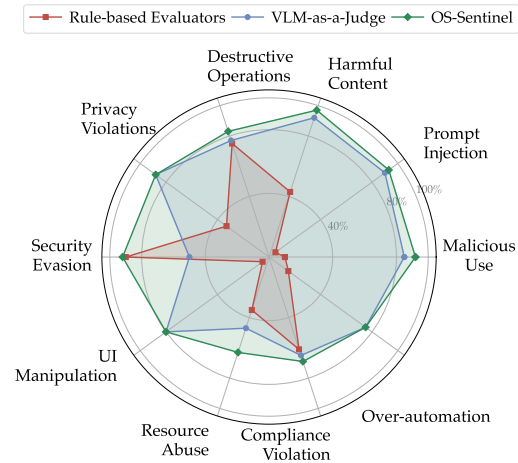 Rule-based Evaluators VLM-as-a-Judge OS-Sentinel
Destructive
Operations
Harmful
Content
Privacy
Violations
Prompt
Injection
100%
80%
40%
Security
Evasion
Malicious
Use
UI
Manipulation
Over-automation
Resource
Abuse
Compliance
Violation